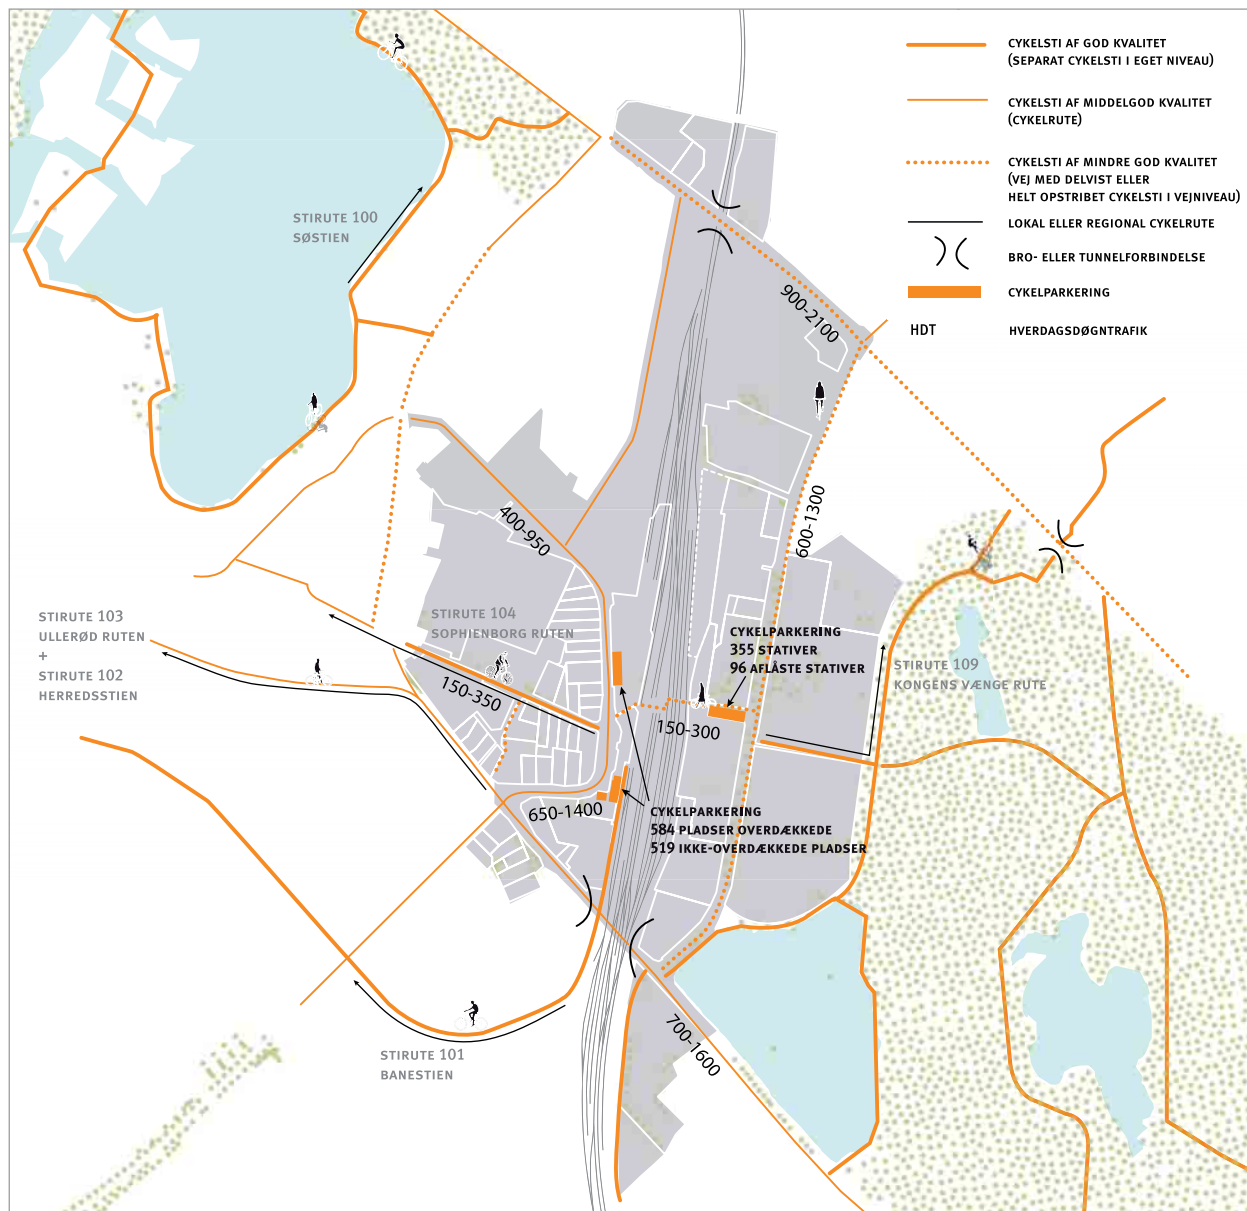 CYKELSTI AF GOD KVALITET
(SEPARAT CYKELSTI I EGET NIVEAU)
CYKELSTI AF MIDDELGOD KVALITET
(CYKELRUTE)
CYKELSTI AF MINDRE GOD KVALITET
(VEJ MED DELVIST ELLER
HELT OPSTRIBET CYKELSTI I VEJNIVEAU)
LOKAL ELLER REGIONAL CYKELRUTE
BRO- ELLER TUNNELFORBINDELSE
CYKELPARKERING
HDT HVERDAGSDØGNTRAFIK
STIRUTE 100
SØSTIEN
900-2100
400-950
600-1300
STIRUTE 103
ULLERØD RUTEN
+
STIRUTE 102
HERREDSSTIEN
STIRUTE 104
SOPHIENBORG RUTEN
150-350
CYKELPARKERING
355 STATIVER
96 AFLÅSTE STATIVER
STIRUTE 109
KONGENS VÆNGE RUTE
150-300
650-1400
CYKELPARKERING
584 PLADSER OVERDÆKKEDE
519 IKKE-OVERDÆKKEDE PLADSER
700-1600
STIRUTE 101
BANESTIEN